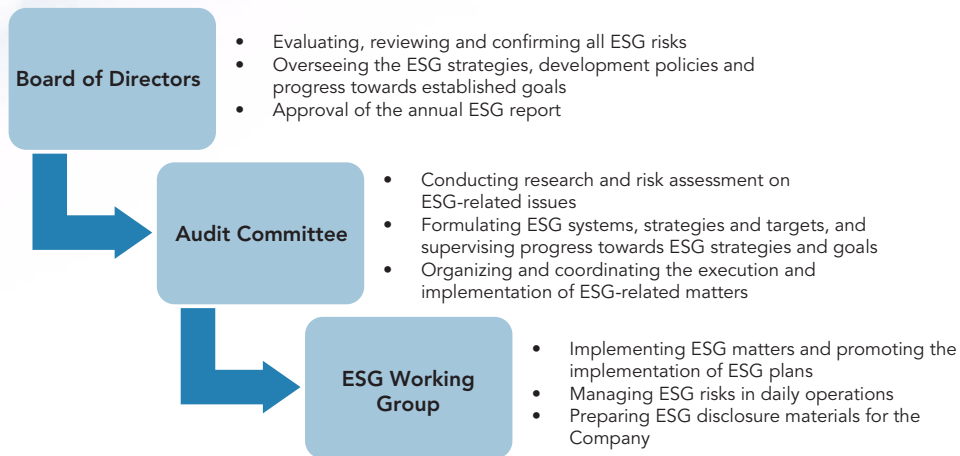 Board of Directors
• Evaluating, reviewing and confirming all ESG risks
• Overseeing the ESG strategies, development policies and
progress towards established goals
• Approval of the annual ESG report
Audit Committee
• Conducting research and risk assessment on
ESG-related issues
• Formulating ESG systems, strategies and targets, and
supervising progress towards ESG strategies and goals
• Organizing and coordinating the execution and
implementation of ESG-related matters
ESG Working
Group
• Implementing ESG matters and promoting the
implementation of ESG plans
• Managing ESG risks in daily operations
• Preparing ESG disclosure materials for the
Company